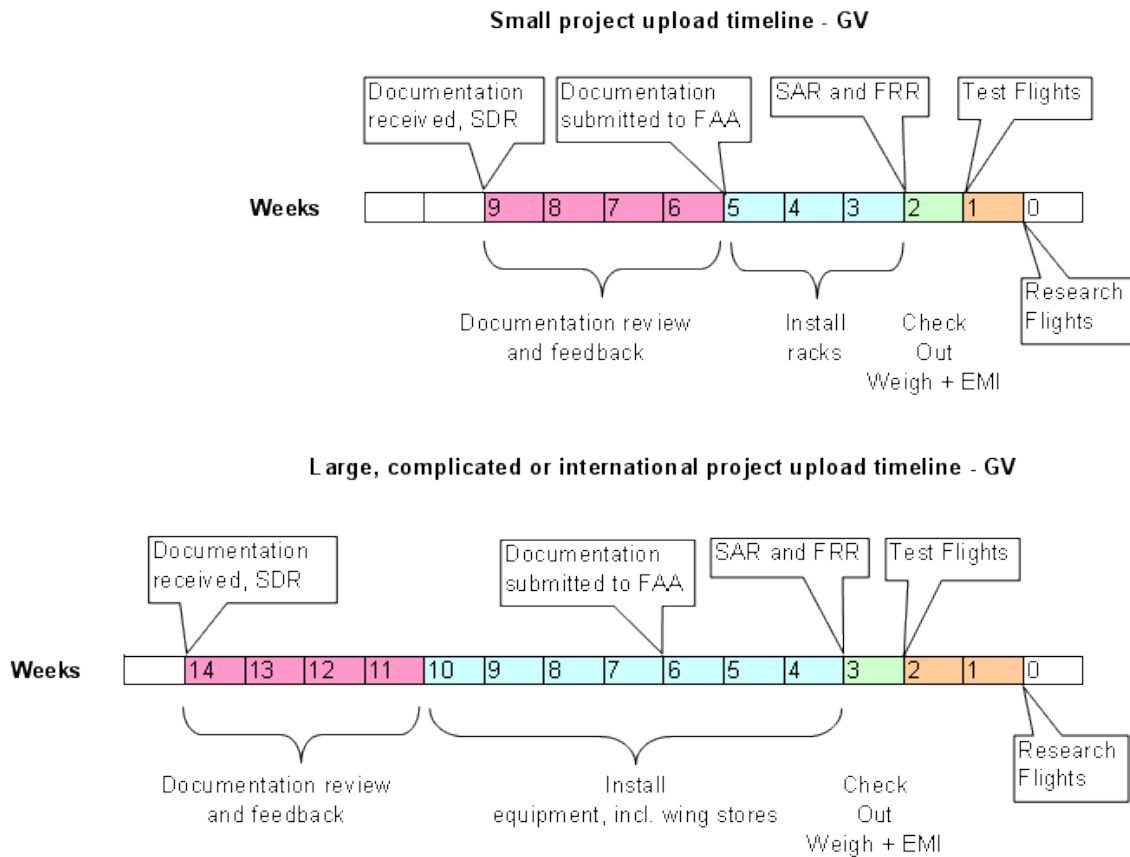 Small project upload timeline - GV
Documentation
received, SDR
Documentation
submitted to FAA
SAR and FRR
Test Flights
Weeks
9 8 7 6 5 4 3 2 1 0
Research
Flights
Documentation review
and feedback
Install
racks
Check
Out
Weigh + EMI
Large, complicated or international project upload timeline - GV
Documentation
received, SDR
Documentation
submitted to FAA
SAR and FRR
Test Flights
Weeks
14 13 12 11 10 9 8 7 6 5 4 3 2 1 0
Research
Flights
Documentation review
and feedback
Install
equipment, incl. wing stores
Check
Out
Weigh + EMI